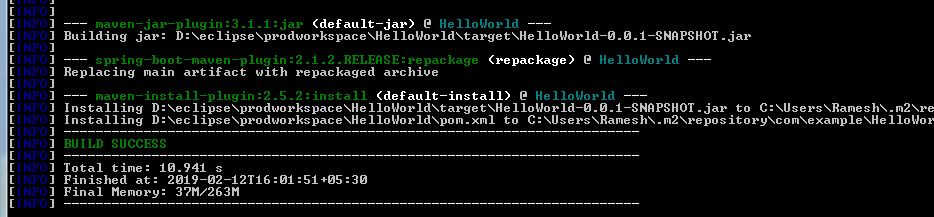 [INFO]
[INFO] --- maven-jar-plugin:3.1.1:jar (default-jar) @ HelloWorld ---
[INFO] Building jar: D:\eclipse\prodworkspace\HelloWorld\target\HelloWorld-0.0.1-SNAPSHOT.jar
[INFO]
[INFO] --- spring-boot-maven-plugin:2.1.2.RELEASE:repackage (repackage) @ HelloWorld ---
[INFO] Replacing main artifact with repackaged archive
[INFO]
[INFO] --- maven-install-plugin:2.5.2:install (default-install) @ HelloWorld ---
[INFO] Installing D:\eclipse\prodworkspace\HelloWorld\target\HelloWorld-0.0.1-SNAPSHOT.jar to C:\Users\Ramesh\.m2\re
[INFO] Installing D:\eclipse\prodworkspace\HelloWorld\pom.xml to C:\Users\Ramesh\.m2\repository\com\example\HelloWor
[INFO] ------------------------------------------------------------------------
[INFO] BUILD SUCCESS
[INFO] ------------------------------------------------------------------------
[INFO] Total time: 10.941 s
[INFO] Finished at: 2019-02-12T16:01:51+05:30
[INFO] Final Memory: 37M/263M
[INFO] ------------------------------------------------------------------------